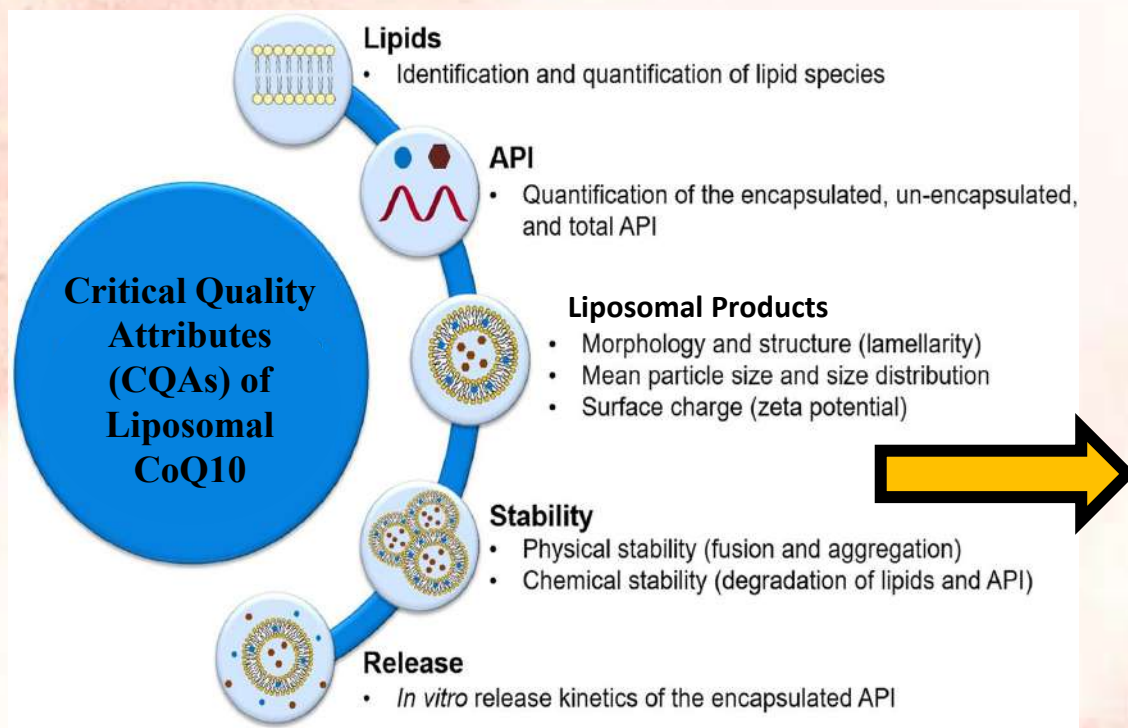 Critical Quality
Attributes
(CQAs) of
Liposomal
CoQ10
Lipids
• Identification and quantification of lipid species
API
• Quantification of the encapsulated, un-encapsulated,
and total API
Liposomal Products
• Morphology and structure (lamellarity)
• Mean particle size and size distribution
• Surface charge (zeta potential)
Stability
• Physical stability (fusion and aggregation)
• Chemical stability (degradation of lipids and API)
Release
• In vitro release kinetics of the encapsulated API